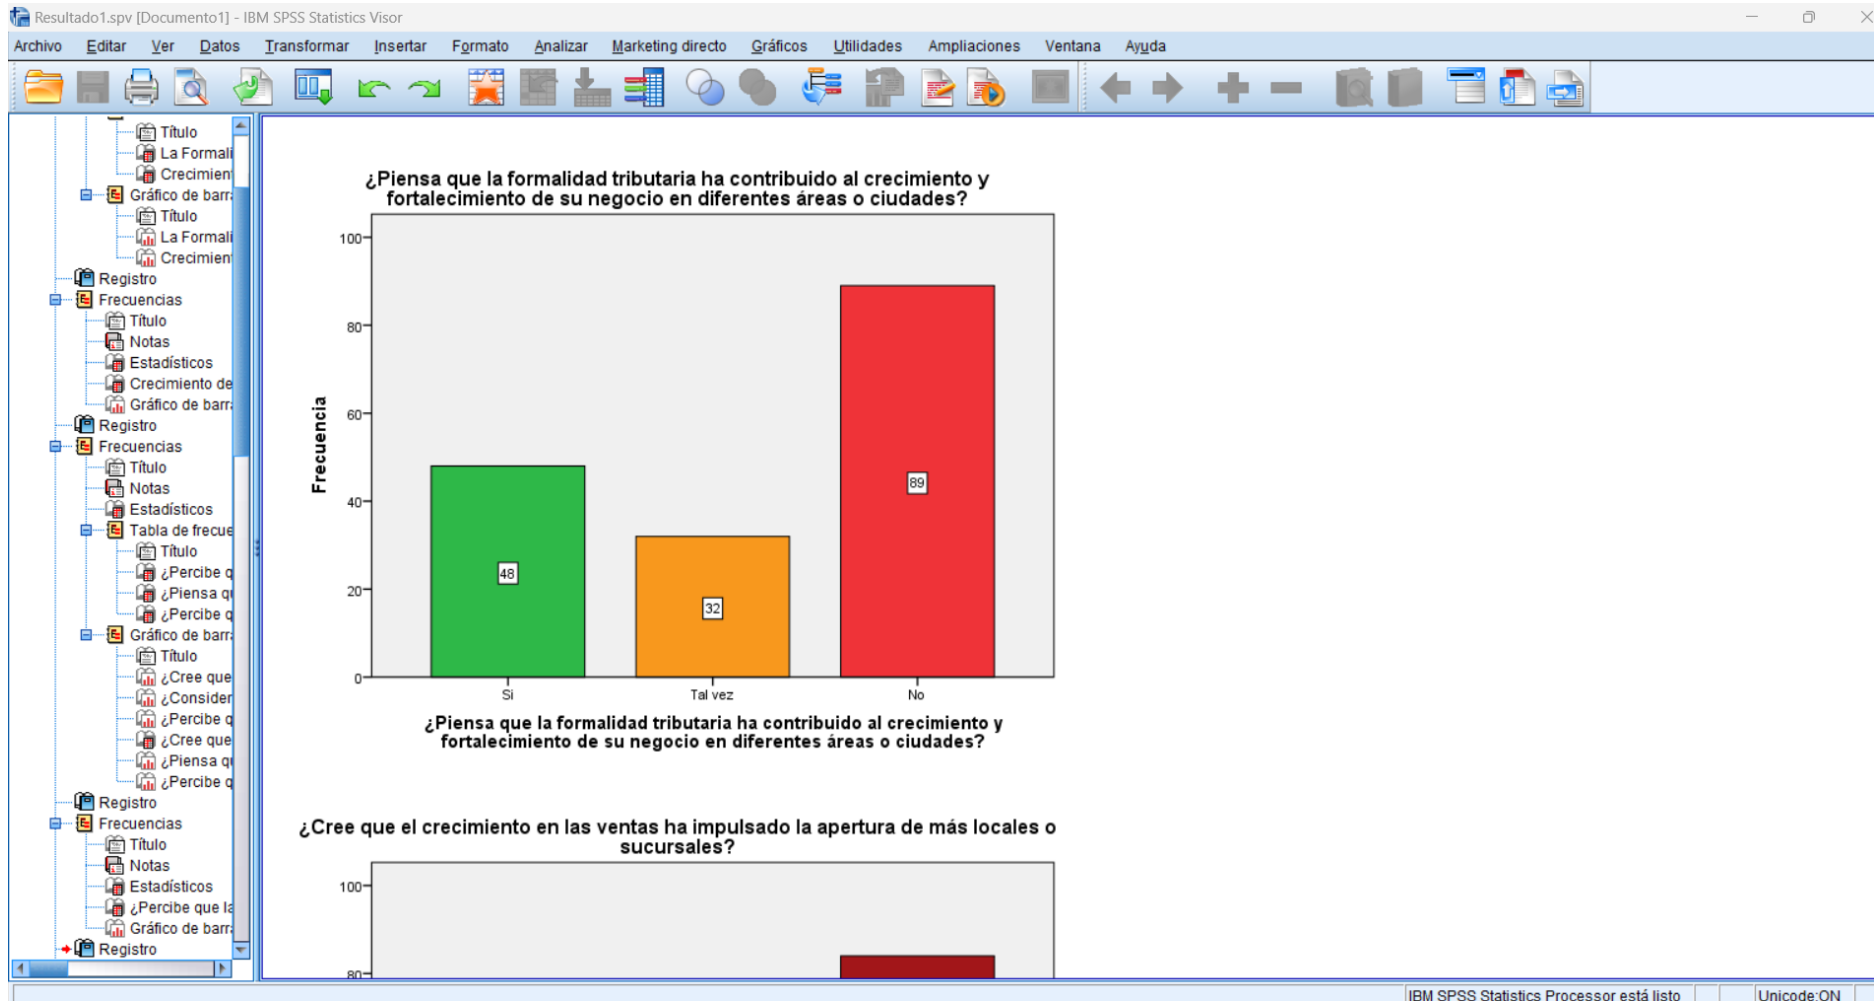 Resultado1.spv [Documento1] - IBM SPSS Statistics Visor
Archivo Editar Ver Datos Transformar Insertar Formato Analizar Marketing directo Gráficos Utilidades Ampliaciones Ventana Ayuda
Título
La Formali
Crecimien
Gráfico de barr
Título
La Formali
Crecimien
Registro
Frecuencias
Título
Notas
Estadísticos
Crecimiento de
Gráfico de barr
Registro
Frecuencias
Título
Notas
Estadísticos
Tabla de frecue
Título
¿Percibe q
¿Piensa q
¿Percibe q
Gráfico de barr
Título
¿Cree que
¿Consider
¿Percibe q
¿Cree que
¿Piensa q
¿Percibe q
Registro
Frecuencias
Título
Notas
Estadísticos
¿Percibe que la
Gráfico de barr
Registro
¿Piensa que la formalidad tributaria ha contribuido al crecimiento y
fortalecimiento de su negocio en diferentes áreas o ciudades?
Frecuencia
100
80
60
40
20
0
48
32
89
Si Tal vez No
¿Piensa que la formalidad tributaria ha contribuido al crecimiento y
fortalecimiento de su negocio en diferentes áreas o ciudades?
¿Cree que el crecimiento en las ventas ha impulsado la apertura de más locales o
sucursales?
100
80
IBM SPSS Statistics Processor está listo Unicode:ON